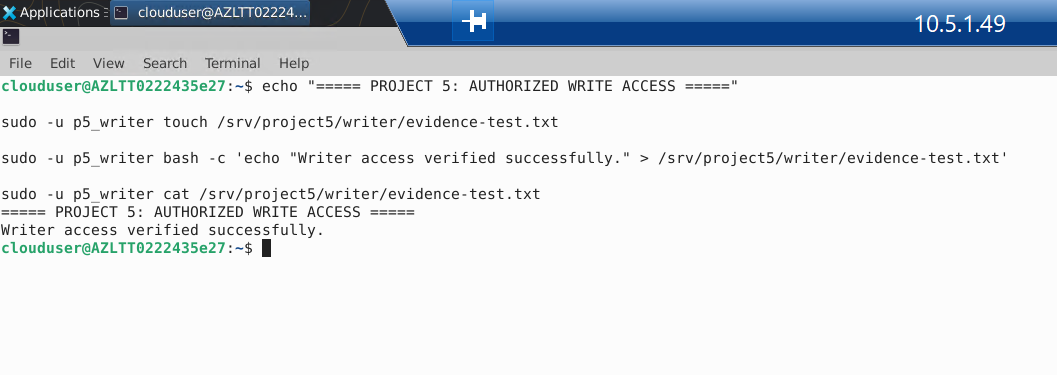 Applications
clouduser@AZLTT02224...
10.5.1.49
File Edit View Search Terminal Help
clouduser@AZLTT0222435e27:~$ echo "===== PROJECT 5: AUTHORIZED WRITE ACCESS ====="
sudo -u p5_writer touch /srv/project5/writer/evidence-test.txt
sudo -u p5_writer bash -c 'echo "Writer access verified successfully." > /srv/project5/writer/evidence-test.txt'
sudo -u p5_writer cat /srv/project5/writer/evidence-test.txt
===== PROJECT 5: AUTHORIZED WRITE ACCESS =====
Writer access verified successfully.
clouduser@AZLTT0222435e27:~$